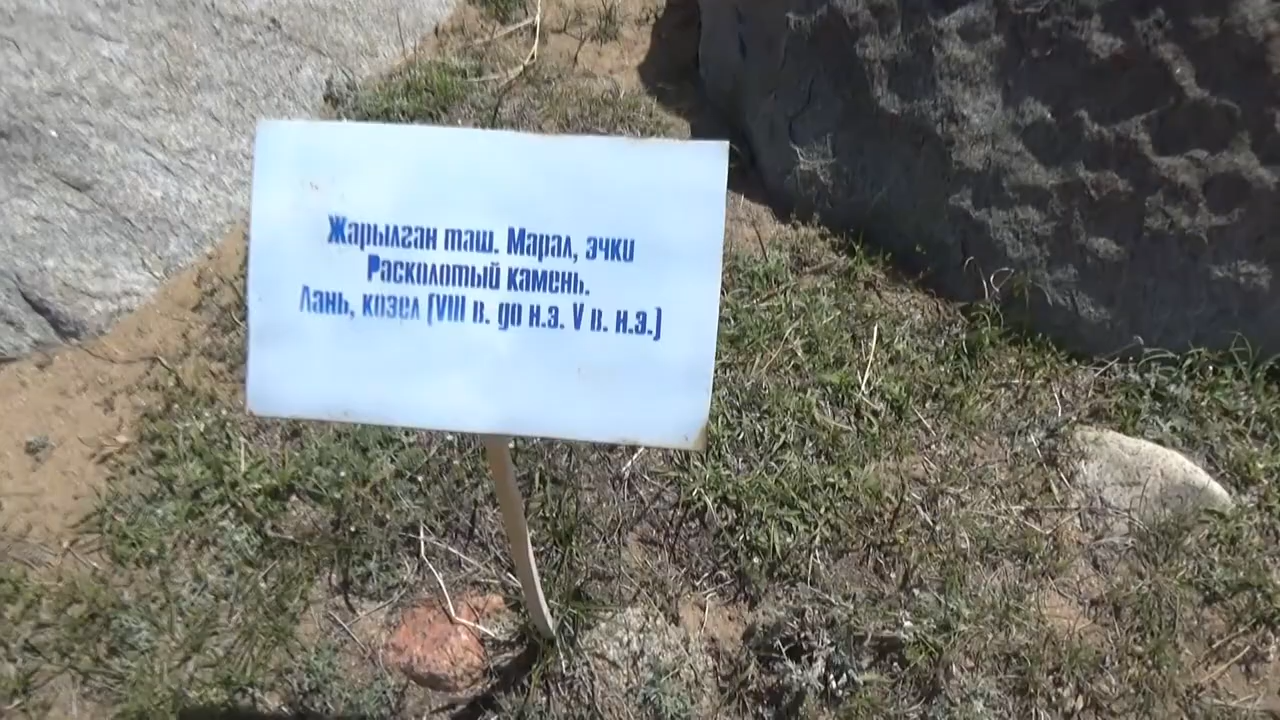 Жарылган таш. Марал, эчки
Расколотый камень.
Лань, козел (VIII в. до н.э. V в. н.э.)